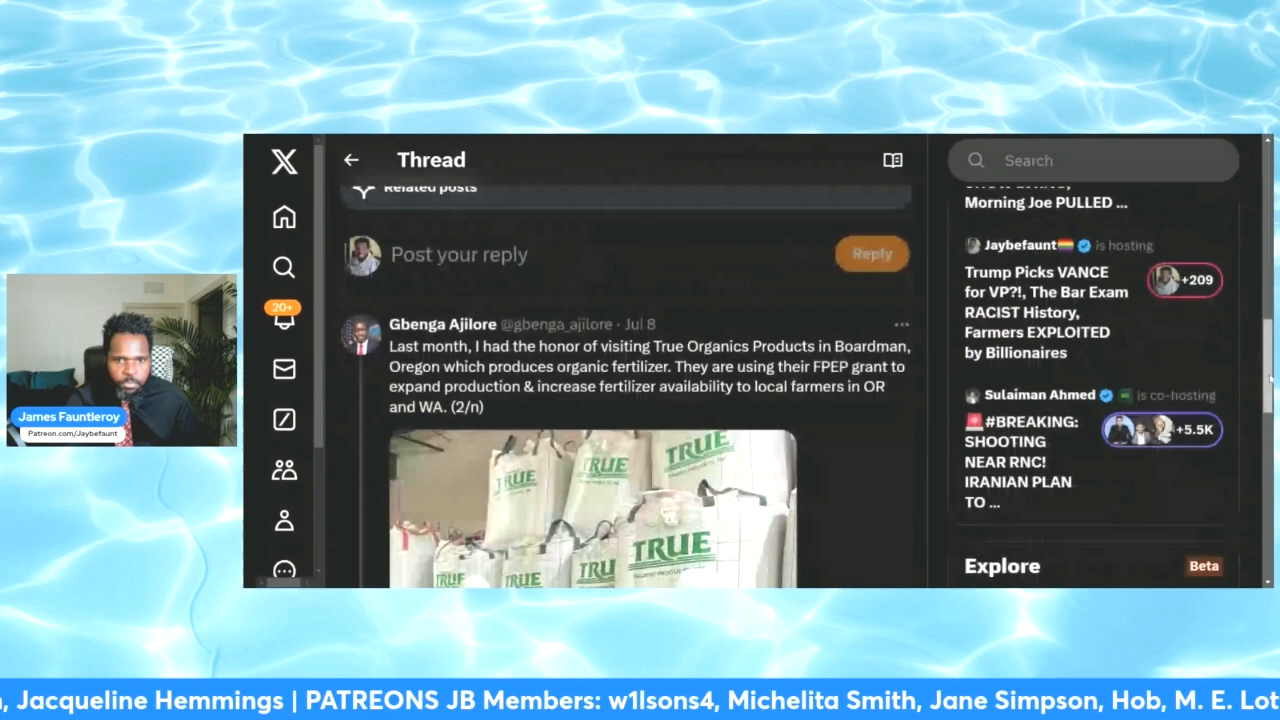 Thread
Related posts
Post your reply
Reply
20+
Gbenga Ajilore @gbenga_ajilore · Jul 8
Last month, I had the honor of visiting True Organics Products in Boardman,
Oregon which produces organic fertilizer. They are using their FPEP grant to
expand production & increase fertilizer availability to local farmers in OR
and WA. (2/n)
TRUE
TRUE
TRUE
TRUE
TRUE
TRU
TRUE
Search
Morning Joe PULLED ...
Jaybefaunt is hosting
Trump Picks VANCE
for VP?!, The Bar Exam
RACIST History,
Farmers EXPLOITED
by Billionaires
+209
Sulaiman Ahmed is co-hosting
#BREAKING:
SHOOTING
NEAR RNC!
IRANIAN PLAN
TO ...
+5.5K
Explore
Beta
James Fauntleroy
Patreon.com/Jaybefaunt
, Jacqueline Hemmings | PATREONS JB Members: w1lsons4, Michelita Smith, Jane Simpson, Hob, M. E. Lot